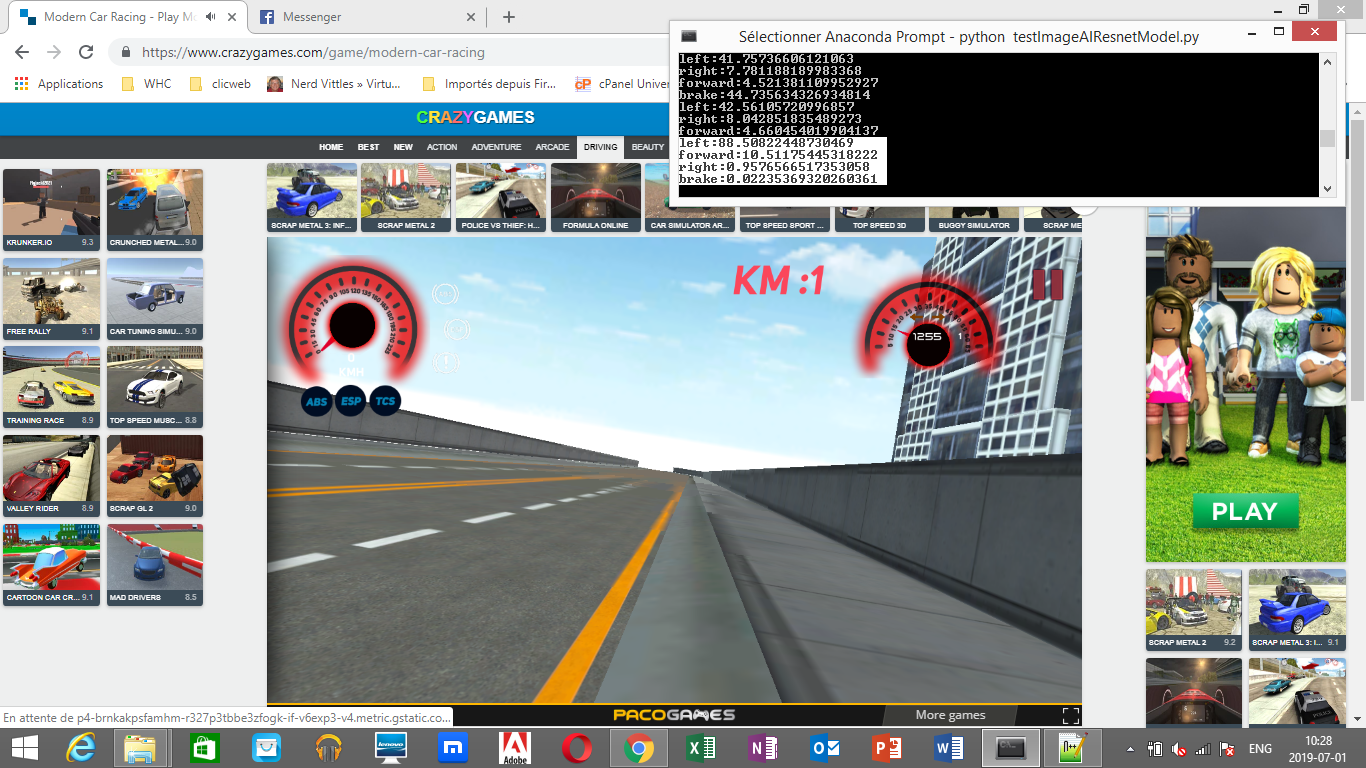 Modern Car Racing - Play Mo
Messenger
https://www.crazygames.com/game/modern-car-racing
Applications
WHC
clicweb
Nerd Vittles » Virtu...
Importés depuis Fir...
cPanel Univer
Sélectionner Anaconda Prompt - python testImageAIResnetModel.py
left:41.75736606121063
right:7.781188189983368
forward:4.521381109952927
brake:44.735634326934814
left:42.56105720996857
right:8.042851835489273
forward:4.660454019904137
left:88.50822448730469
forward:10.51175445318222
right:0.9576566517353058
brake:0.02235369320260361
CRAZYGAMES
HOME
BEST
NEW
ACTION
ADVENTURE
ARCADE
DRIVING
BEAUTY
SCRAP METAL 3: INF...
SCRAP METAL 2
POLICE VS THIEF: H...
FORMULA ONLINE
CAR SIMULATOR AR...
TOP SPEED SPORT ...
TOP SPEED 3D
BUGGY SIMULATOR
SCRAP ME
KRUNKER.IO 9.3
CRUNCHED METAL... 9.0
FREE RALLY 9.1
CAR TUNING SIMU... 9.0
TRAINING RACE 8.9
TOP SPEED MUSC... 8.8
VALLEY RIDER 8.9
SCRAP GL 2 9.0
CARTOON CAR CR... 9.1
MAD DRIVERS 8.5
KM :1
0
KMH
ABS
ESP
TCS
1255
1
PLAY
SCRAP METAL 2 9.2
SCRAP METAL 3: I... 9.1
En attente de p4-brnkakpsfamhm-r327p3tbbe3zfogk-if-v6exp3-v4.metric.gstatic.co...
PACOGAMES
More games
lenovo
m
Adobe
ENG
10:28
2019-07-01